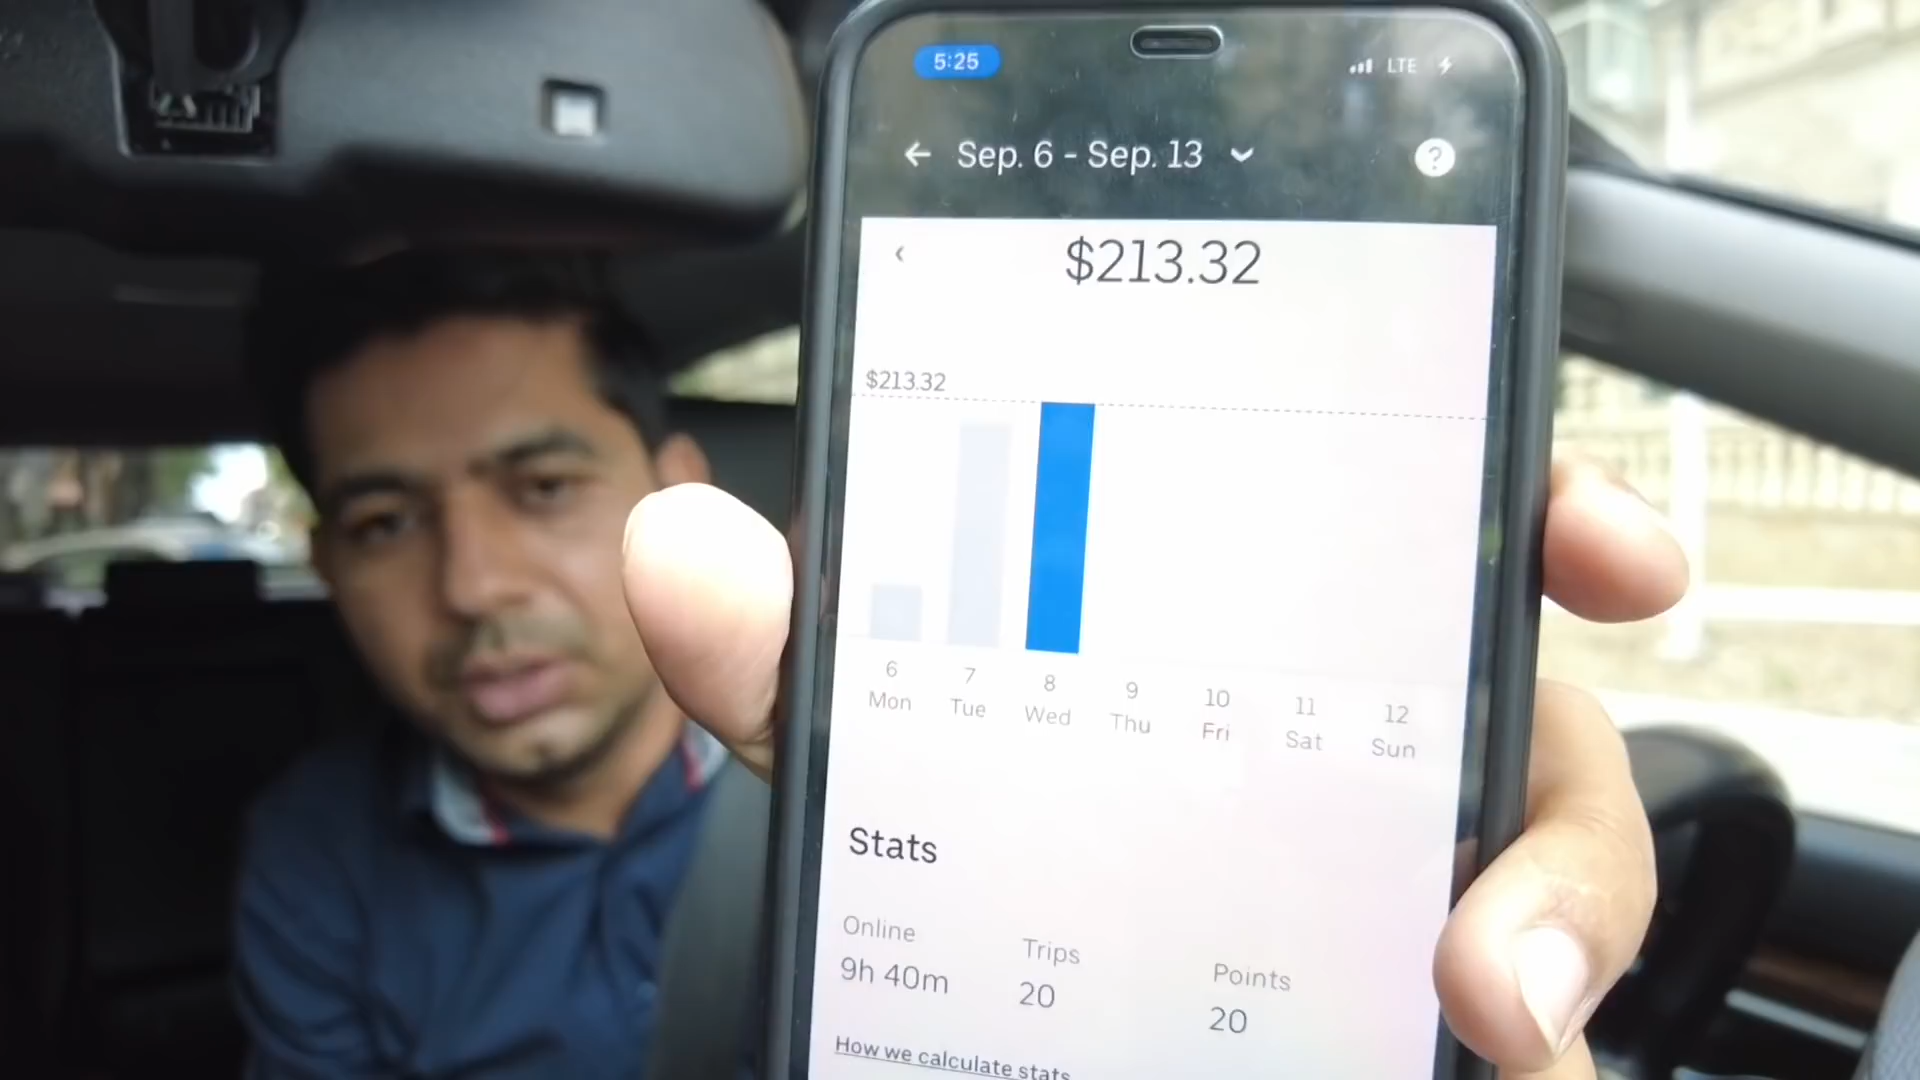 5:25
LTE
Sep. 6 - Sep. 13
?
$213.32
$213.32
6 7 8 9 10 11 12
Mon Tue Wed Thu Fri Sat Sun
Stats
Online Trips Points
9h 40m 20 20
How we calculate stats